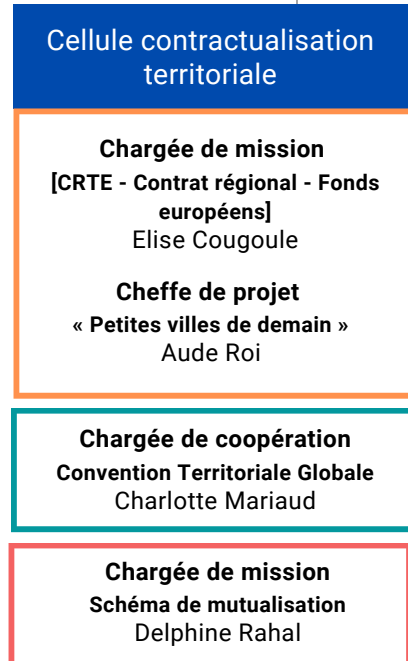 Cellule contractualisation
territoriale
Chargée de mission
[CRTE - Contrat régional - Fonds
européens]
Elise Cougoule
Cheffe de projet
« Petites villes de demain »
Aude Roi
Chargée de coopération
Convention Territoriale Globale
Charlotte Mariaud
Chargée de mission
Schéma de mutualisation
Delphine Rahal